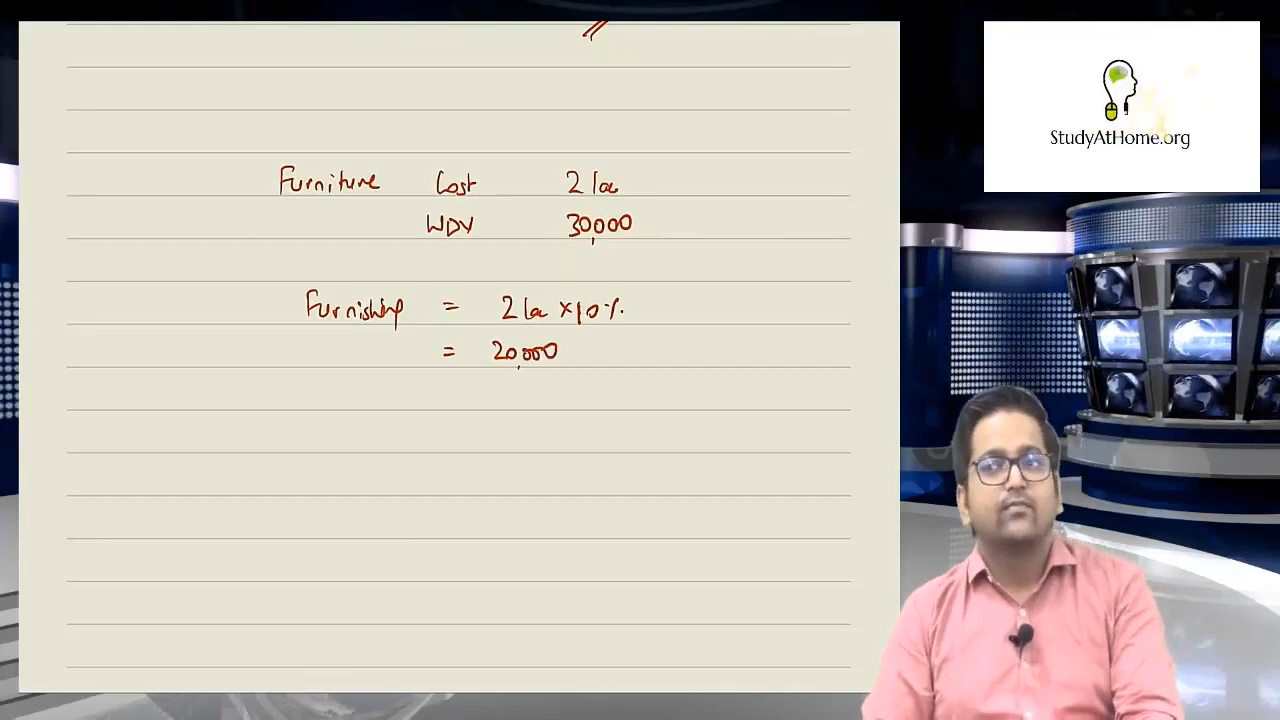 Furniture Cost 2 lac
WDV 30,000
Furnishing = 2 lac x 10%
= 20,000
StudyAtHome.org